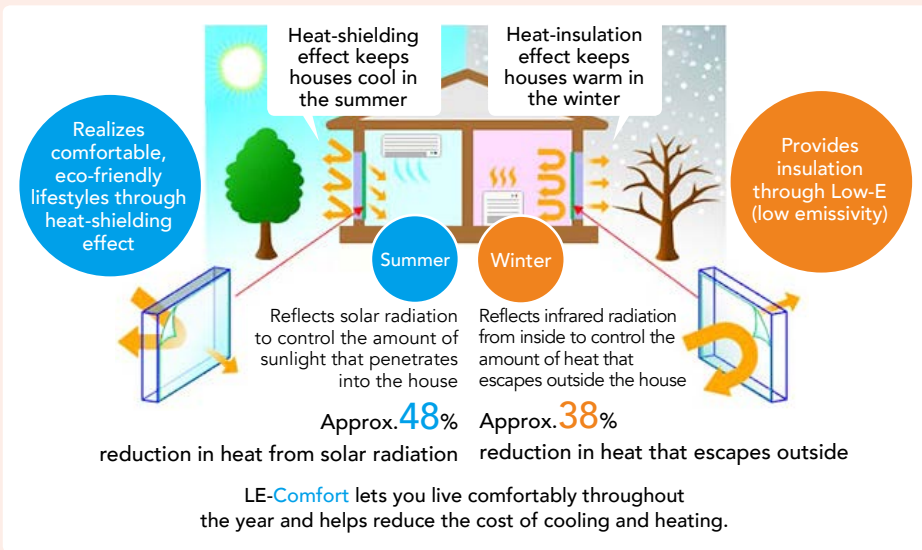 Heat-shielding
effect keeps
houses cool in
the summer
Heat-insulation
effect keeps
houses warm in
the winter
Realizes
comfortable,
eco-friendly
lifestyles through
heat-shielding
effect
Provides
insulation
through Low-E
(low emissivity)
Summer
Winter
Reflects solar radiation
to control the amount of
sunlight that penetrates
into the house
Approx.48%
reduction in heat from solar radiation
Reflects infrared radiation
from inside to control the
amount of heat that
escapes outside the house
Approx.38%
reduction in heat that escapes outside
LE-Comfort lets you live comfortably throughout
the year and helps reduce the cost of cooling and heating.